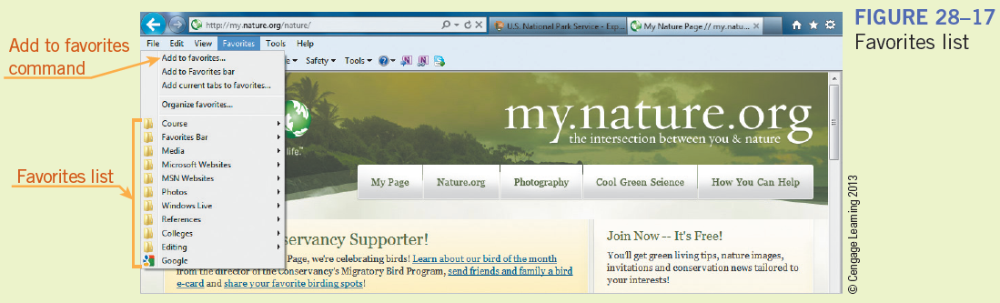 FIGURE 28–17
Favorites list
Add to favorites
command
Favorites list
http://my.nature.org/nature/
U.S. National Park Service - Exp...
My Nature Page // my.natu...
File Edit View Favorites Tools Help
Add to favorites...
Add to Favorites bar
Add current tabs to favorites...
Organize favorites...
Course
Favorites Bar
Media
Microsoft Websites
MSN Websites
Photos
Windows Live
References
Colleges
Editing
Google
e Safety Tools
life.™
my.nature.org
the intersection between you & nature
My Page Nature.org Photography Cool Green Science How You Can Help
servancy Supporter!
Page, we're celebrating birds! Learn about our bird of the month
from the director of the Conservancy's Migratory Bird Program, send friends and family a bird
e-card and share your favorite birding spots!
Join Now -- It's Free!
You'll get green living tips, nature images,
invitations and conservation news tailored to
your interests!
© Cengage Learning 2013